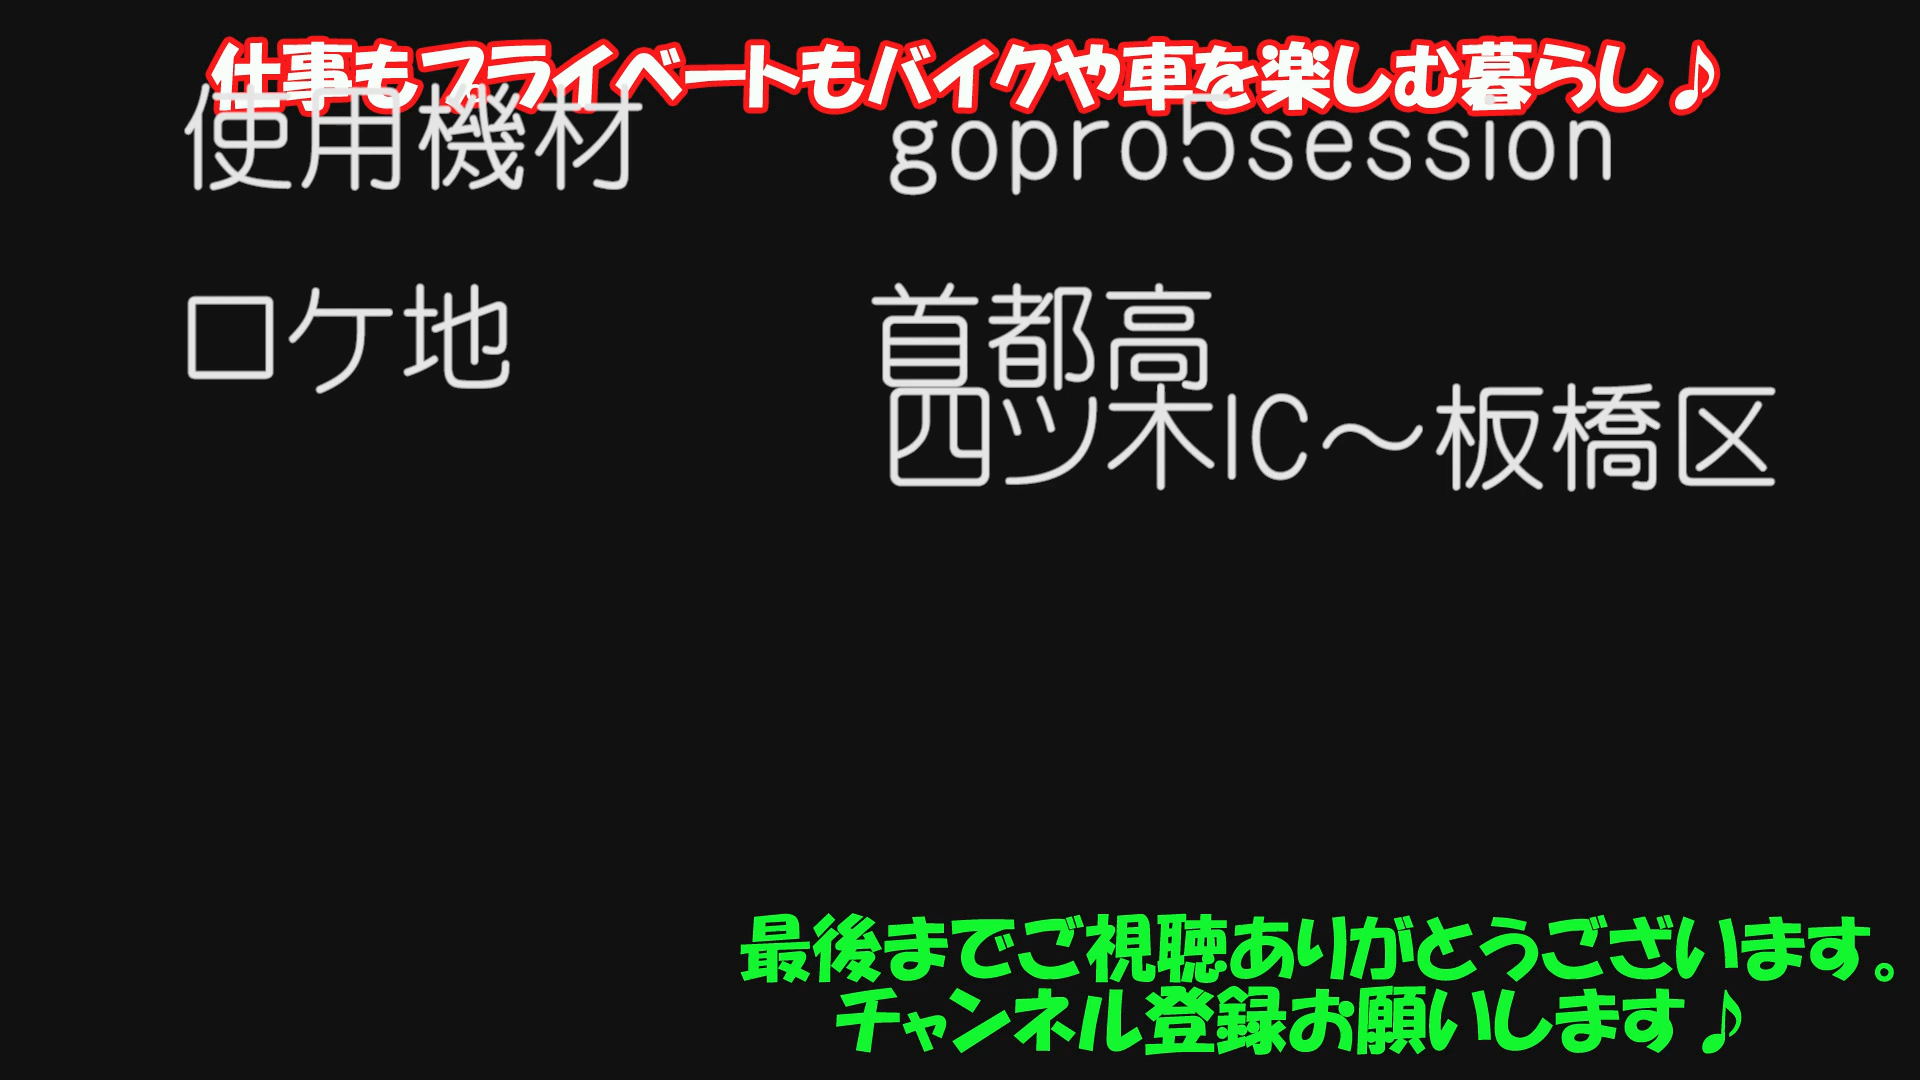 仕事もプライベートもバイクや車を楽しむ暮らし♪
使用機材 gopro5session
ロケ地 首都高
四ツ木IC～板橋区
最後までご視聴ありがとうございます。
チャンネル登録お願いします♪